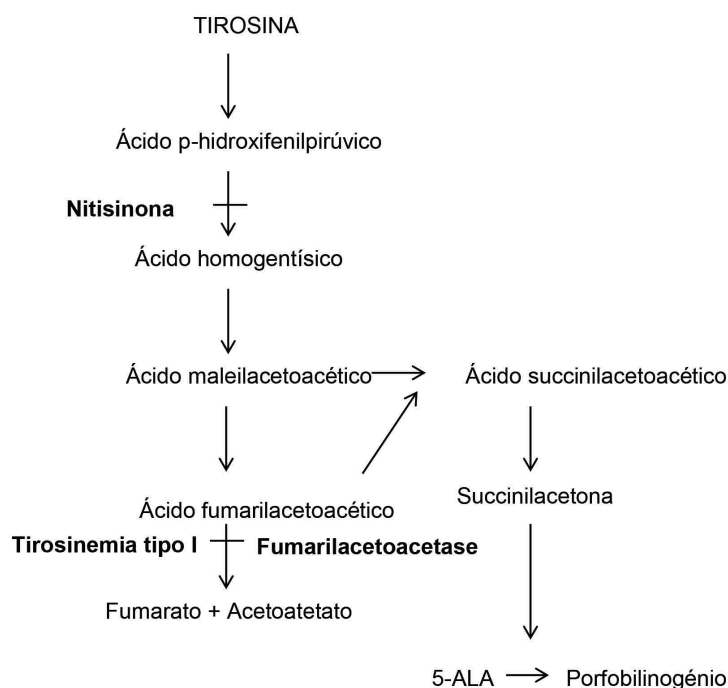 TIROSINA
Ácido p-hidroxifenilpirúvico
Nitisinona
Ácido homogentísico
Ácido maleilacetoacético
Ácido succinilacetoacético
Ácido fumarilacetoacético
Succinilacetona
Tirosinemia tipo I
Fumarilacetoacetase
Fumarato + Acetoatetato
5-ALA
Porfobilinogénio